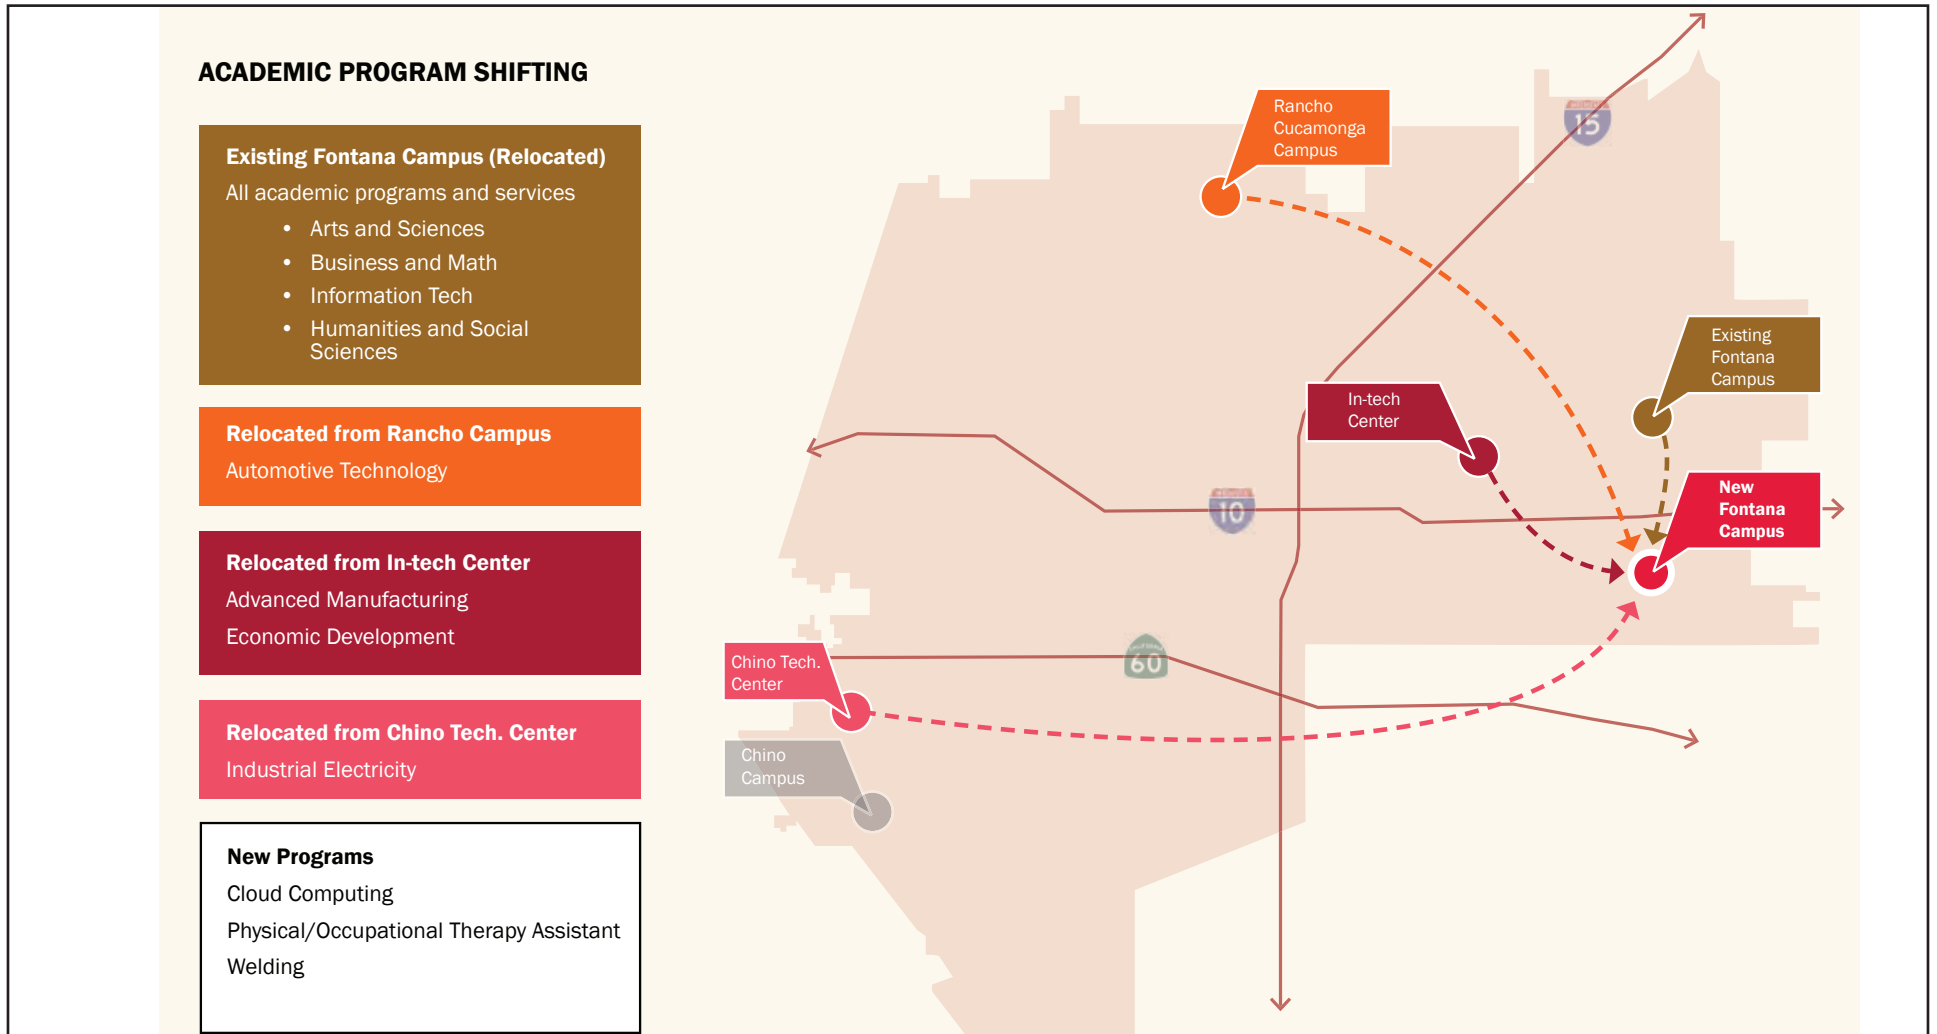 ACADEMIC PROGRAM SHIFTING
Existing Fontana Campus (Relocated)
All academic programs and services
• Arts and Sciences
• Business and Math
• Information Tech
• Humanities and Social
Sciences
Relocated from Rancho Campus
Automotive Technology
Relocated from In-tech Center
Advanced Manufacturing
Economic Development
Relocated from Chino Tech. Center
Industrial Electricity
New Programs
Cloud Computing
Physical/Occupational Therapy Assistant
Welding
Rancho
Cucamonga
Campus
15
Existing
Fontana
Campus
In-tech
Center
New
Fontana
Campus
10
Chino Tech.
Center
CALIFORNIA
60
Chino
Campus